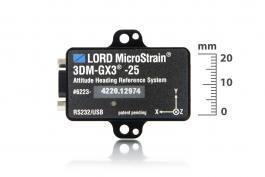 LORD MicroStrain®
3DM-GX3® -25
Attitude Heading Reference System
#6223- 4220.12974
RS232/USB
patent pending
Y
X
Z
mm
20
10
0